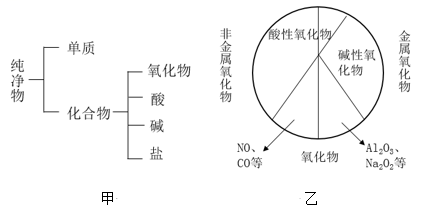 纯净物
单质
化合物
氧化物
酸
碱
盐
甲
非金属氧化物
酸性氧化物
碱性氧化物
金属氧化物
NO、CO等
氧化物
Al₂O₃、Na₂O₂等
乙